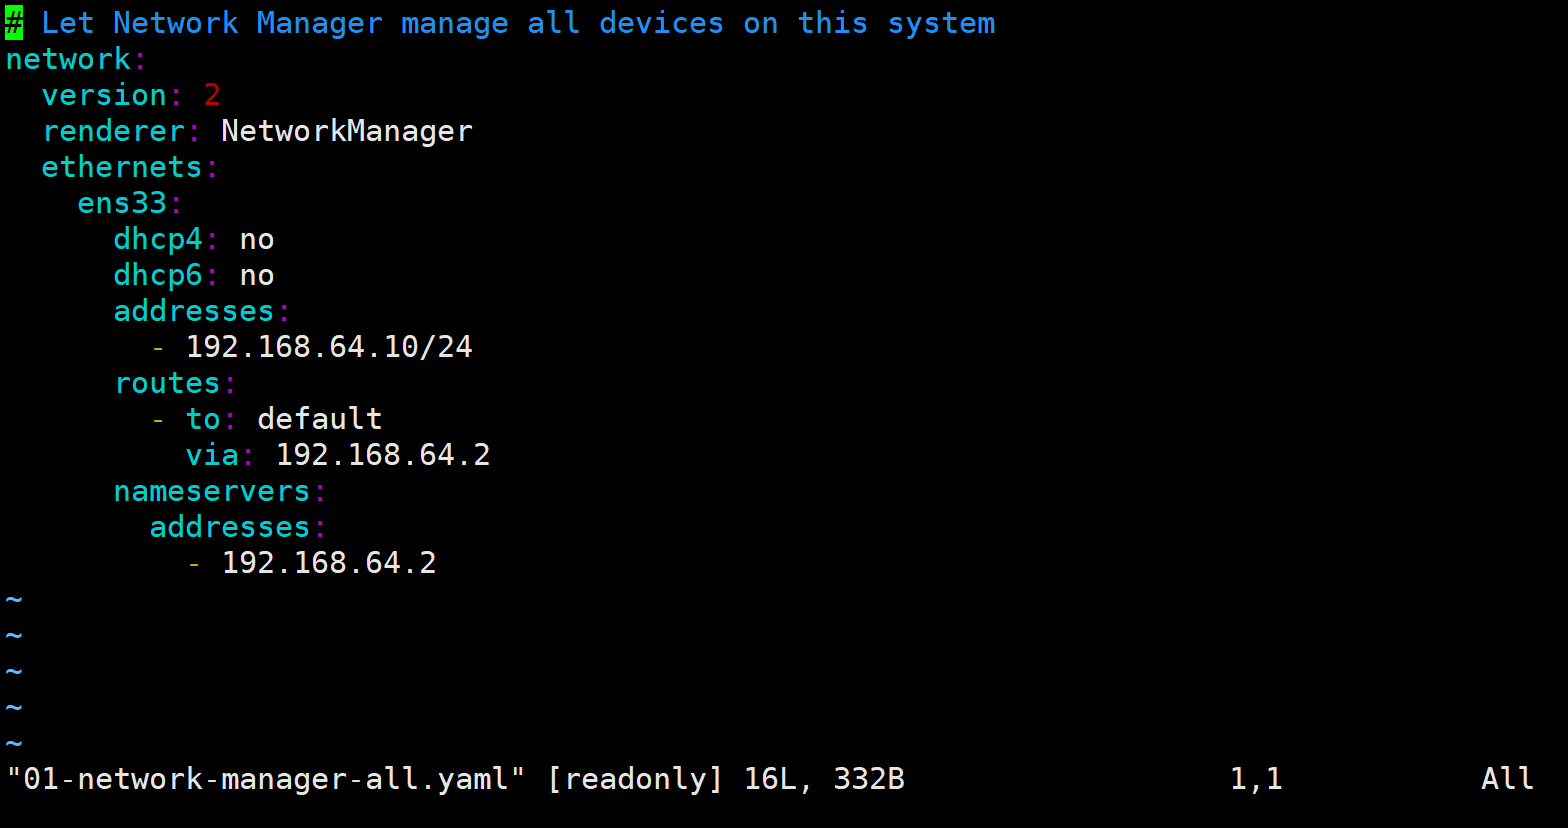 # Let Network Manager manage all devices on this system
network:
  version: 2
  renderer: NetworkManager
  ethernets:
    ens33:
      dhcp4: no
      dhcp6: no
      addresses:
        - 192.168.64.10/24
      routes:
        - to: default
          via: 192.168.64.2
      nameservers:
        addresses:
          - 192.168.64.2
~
~
~
~
~
"01-network-manager-all.yaml" [readonly] 16L, 332B 1,1 All